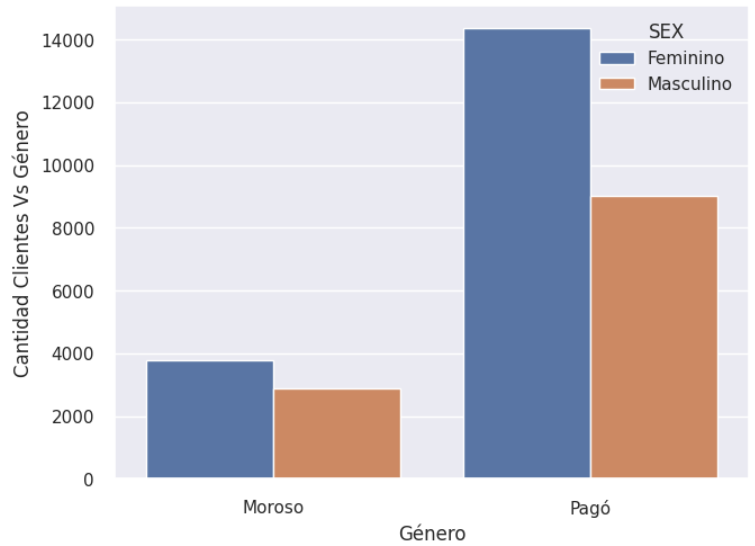 SEX
Feminino
Masculino
14000
12000
10000
8000
6000
4000
2000
0
Cantidad Clientes Vs Género
Moroso
Pagó
Género